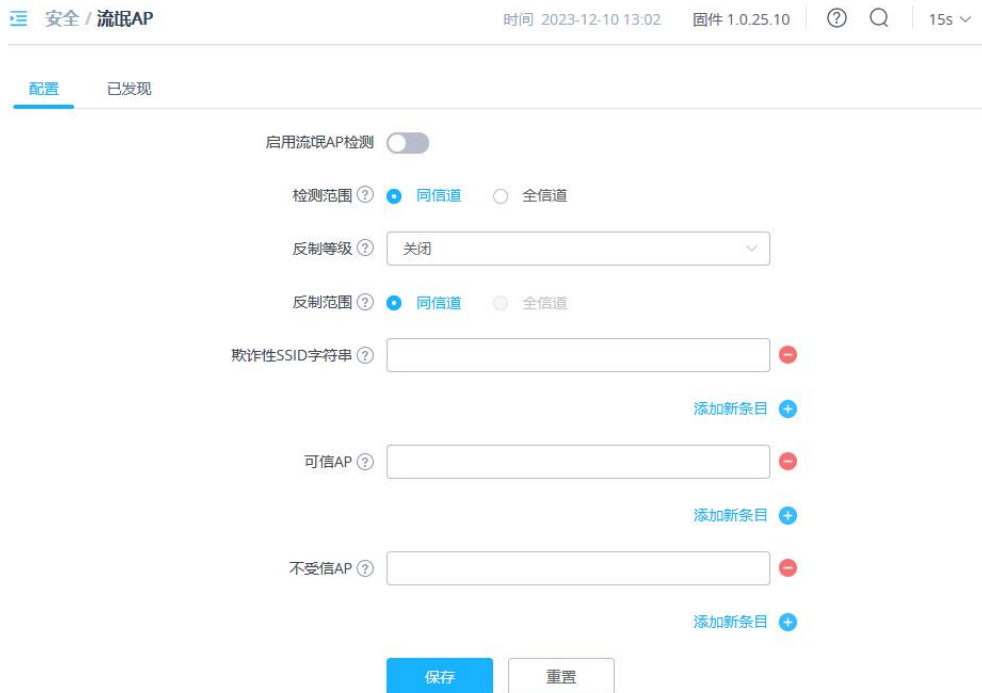 安全 / 流氓AP 时间 2023-12-10 13:02 固件 1.0.25.10 15s
配置 已发现
启用流氓AP检测
检测范围 同信道 全信道
反制等级 关闭
反制范围 同信道 全信道
欺诈性SSID字符串
添加新条目
可信AP
添加新条目
不受信AP
添加新条目
保存 重置